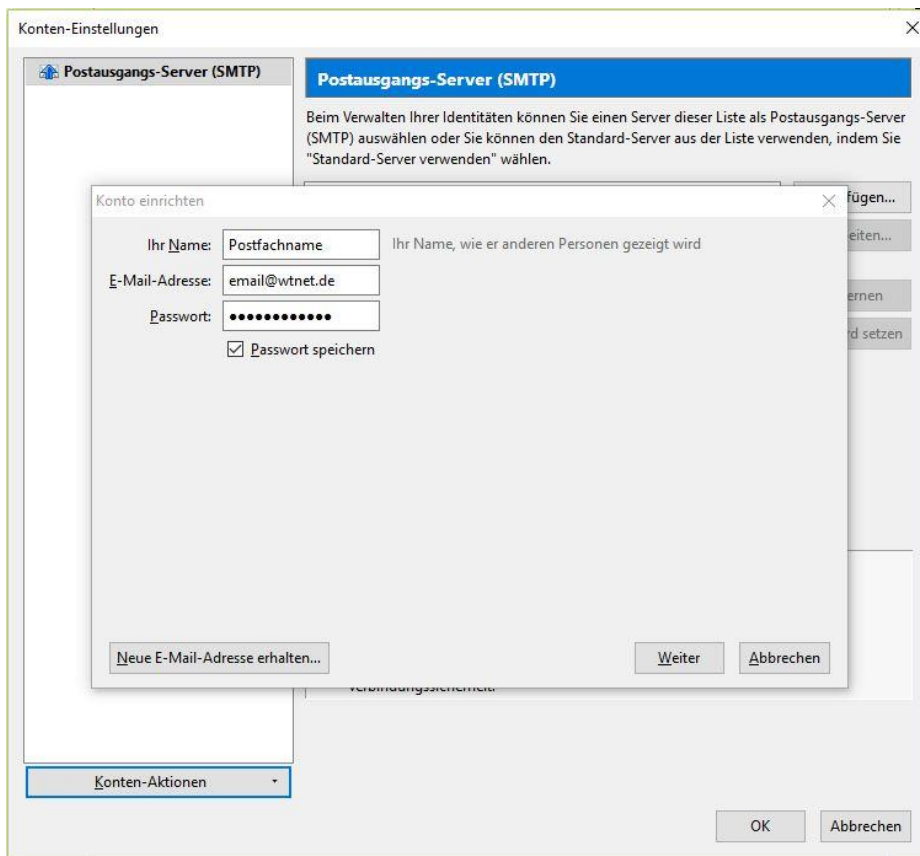 Konten-Einstellungen
Postausgangs-Server (SMTP)
Postausgangs-Server (SMTP)
Beim Verwalten Ihrer Identitäten können Sie einen Server dieser Liste als Postausgangs-Server
(SMTP) auswählen oder Sie können den Standard-Server aus der Liste verwenden, indem Sie
"Standard-Server verwenden" wählen.
Konto einrichten
Ihr Name: Postfachname Ihr Name, wie er anderen Personen gezeigt wird
E-Mail-Adresse: email@wtnet.de
Passwort: ●●●●●●●●●●●●
Passwort speichern
fügen...
eiten...
ernen
rd setzen
Neue E-Mail-Adresse erhalten...
Weiter
Abbrechen
Konten-Aktionen
OK
Abbrechen